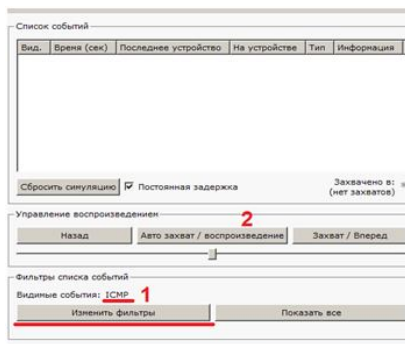 Список событий
Вид. Время (сек) Последнее устройство На устройстве Тип Информация
Сбросить симуляцию Постоянная задержка Захвачено в:
(нет захватов)
Управление воспроизведением
2
Назад Авто захват / воспроизведение Захват / Вперед
Фильтры списка событий
Видимые события: ICMP 1
Изменить фильтры Показать все